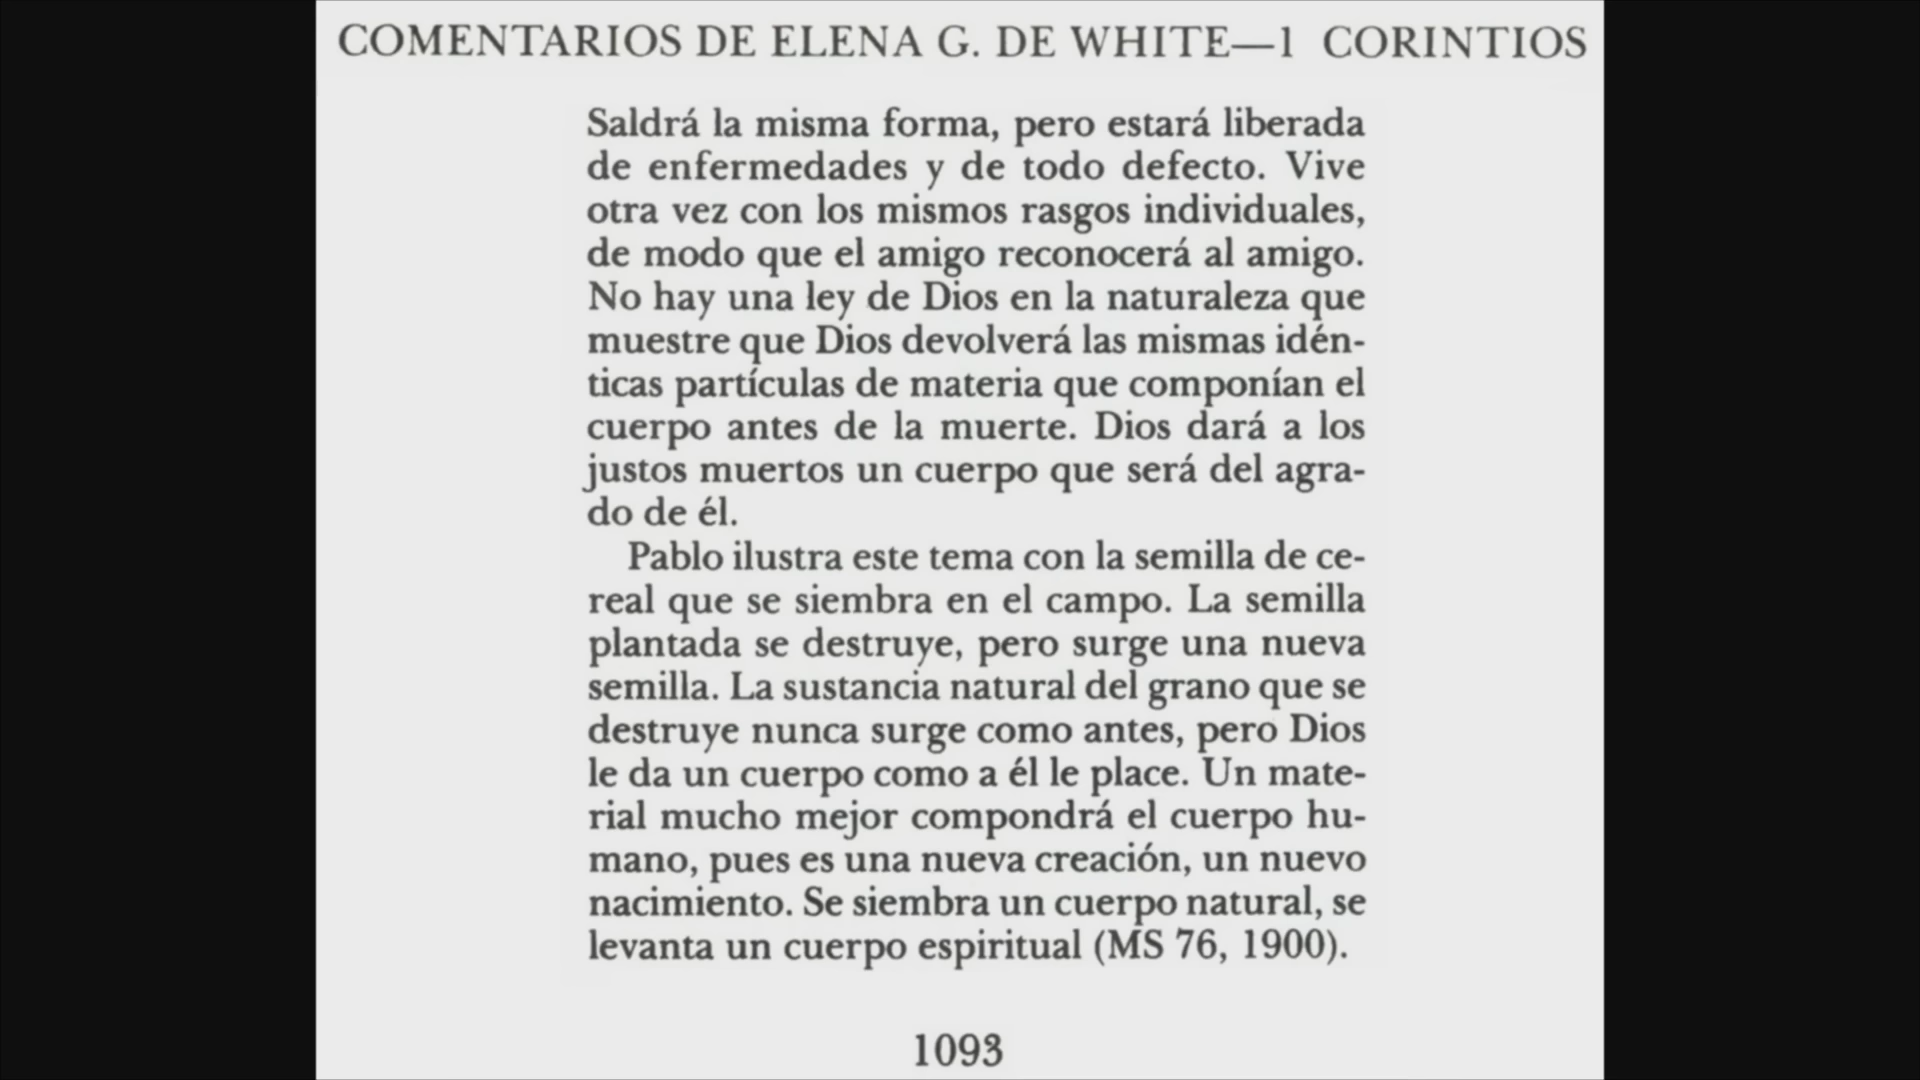 COMENTARIOS DE ELENA G. DE WHITE—1 CORINTIOS
Saldrá la misma forma, pero estará liberada
de enfermedades y de todo defecto. Vive
otra vez con los mismos rasgos individuales,
de modo que el amigo reconocerá al amigo.
No hay una ley de Dios en la naturaleza que
muestre que Dios devolverá las mismas idén-
ticas partículas de materia que componían el
cuerpo antes de la muerte. Dios dará a los
justos muertos un cuerpo que será del agra-
do de él.
Pablo ilustra este tema con la semilla de ce-
real que se siembra en el campo. La semilla
plantada se destruye, pero surge una nueva
semilla. La sustancia natural del grano que se
destruye nunca surge como antes, pero Dios
le da un cuerpo como a él le place. Un mate-
rial mucho mejor compondrá el cuerpo hu-
mano, pues es una nueva creación, un nuevo
nacimiento. Se siembra un cuerpo natural, se
levanta un cuerpo espiritual (MS 76, 1900).
1093